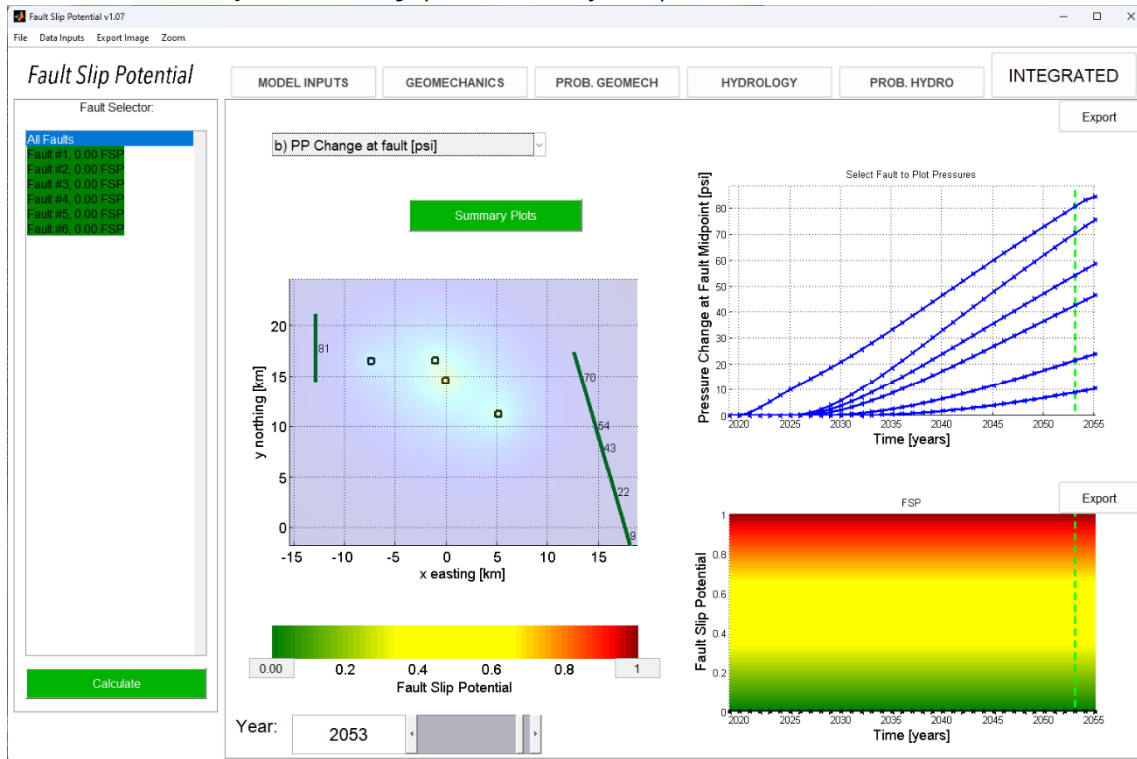 Fault Slip Potential v1.07
File Data Inputs Export Image Zoom
Fault Slip Potential
MODEL INPUTS GEOMECHANICS PROB. GEOMECH HYDROLOGY PROB. HYDRO INTEGRATED
Fault Selector:
All Faults
Fault #1, 0.00 FSP
Fault #2, 0.00 FSP
Fault #3, 0.00 FSP
Fault #4, 0.00 FSP
Fault #5, 0.00 FSP
Fault #6, 0.00 FSP
Calculate
Export
b) PP Change at fault [psi]
Summary Plots
y northing [km]
20
15
10
5
0
81
70
54
43
22
9
-15 -10 -5 0 5 10 15
x easting [km]
0.00 0.2 0.4 0.6 0.8 1
Fault Slip Potential
Year: 2053
Select Fault to Plot Pressures
Pressure Change at Fault Midpoint [psi]
80
70
60
50
40
30
20
10
0
2020 2025 2030 2035 2040 2045 2050 2055
Time [years]
Export
FSP
Fault Slip Potential
1
0.8
0.6
0.4
0.2
0
2020 2025 2030 2035 2040 2045 2050 2055
Time [years]